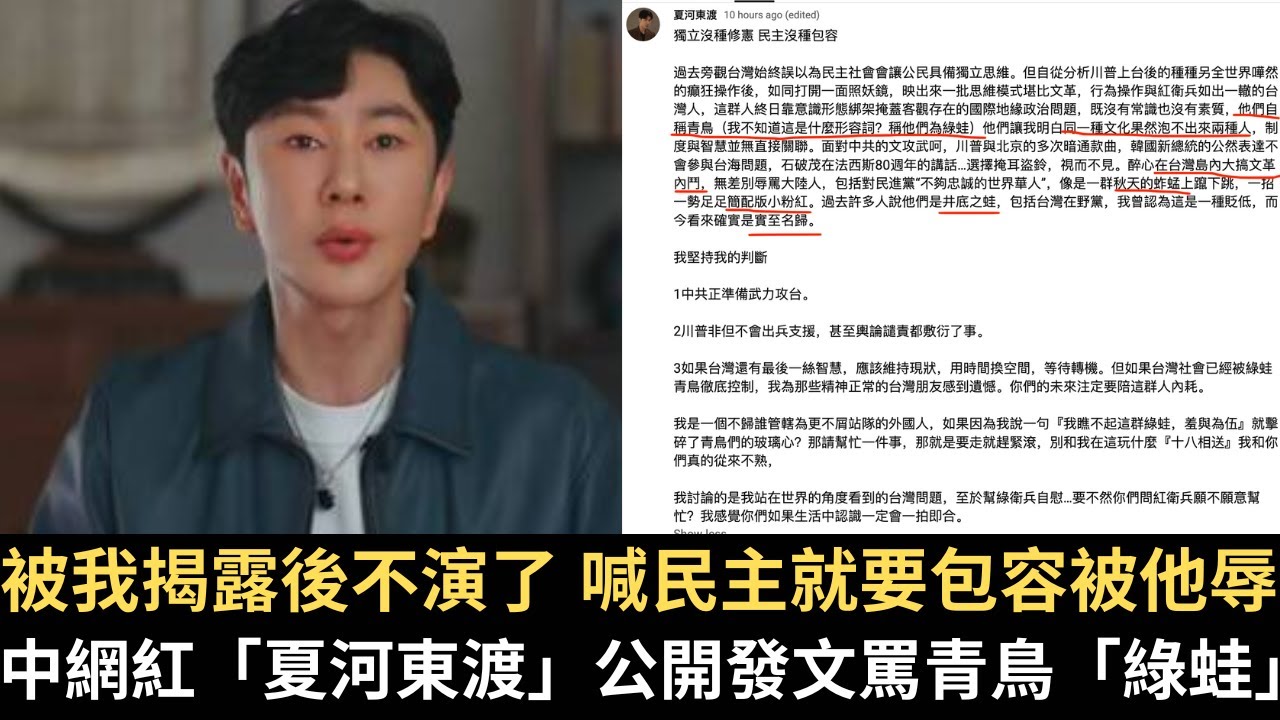 夏河東渡 10 hours ago (edited)
獨立沒種修憲 民主沒種包容
過去旁觀台灣始終誤以為民主社會會讓公民具備獨立思維。但自從分析川普上台後的種種另全世界嘩然
的癲狂操作後，如同打開一面照妖鏡，映出來一批思維模式堪比文革，行為操作與紅衛兵如出一轍的台
灣人，這群人終日靠意識形態綁架掩蓋客觀存在的國際地緣政治問題，既沒有常識也沒有素質，他們自
稱青鳥（我不知道這是什麼形容詞？稱他們為綠蛙）他們讓我明白同一種文化果然泡不出來兩種人，制
度與智慧並無直接關聯。面對中共的文攻武呵，川普與北京的多次暗通款曲，韓國新總統的公然表達不
會參與台海問題，石破茂在法西斯80週年的講話…選擇掩耳盜鈴，視而不見。醉心在台灣島內大搞文革
內鬥，無差別辱罵大陸人，包括對民進黨“不夠忠誠的世界華人”，像是一群秋天的蚱蜢上躥下跳，一招
一勢足足簡配版小粉紅。過去許多人說他們是井底之蛙，包括台灣在野黨，我曾認為這是一種貶低，而
今看來確實是實至名歸。
我堅持我的判斷
1中共正準備武力攻台。
2川普非但不會出兵支援，甚至輿論譴責都敷衍了事。
3如果台灣還有最後一絲智慧，應該維持現狀，用時間換空間，等待轉機。但如果台灣社會已經被綠蛙
青鳥徹底控制，我為那些精神正常的台灣朋友感到遺憾。你們的未來注定要陪這群人內耗。
我是一個不歸誰管轄為更不屑站隊的外國人，如果因為我說一句『我瞧不起這群綠蛙，羞與為伍』就擊
碎了青鳥們的玻璃心？那請幫忙一件事，那就是要走就趕緊滾，別和我在這玩什麼『十八相送』我和你
們真的從來不熟，
我討論的是我站在世界的角度看到的台灣問題，至於幫綠衛兵自慰…要不然你們問紅衛兵願不願意幫
忙？我感覺你們如果生活中認識一定會一拍即合。
Show less
被我揭露後不演了 喊民主就要包容被他辱
中網紅「夏河東渡」公開發文罵青鳥「綠蛙」